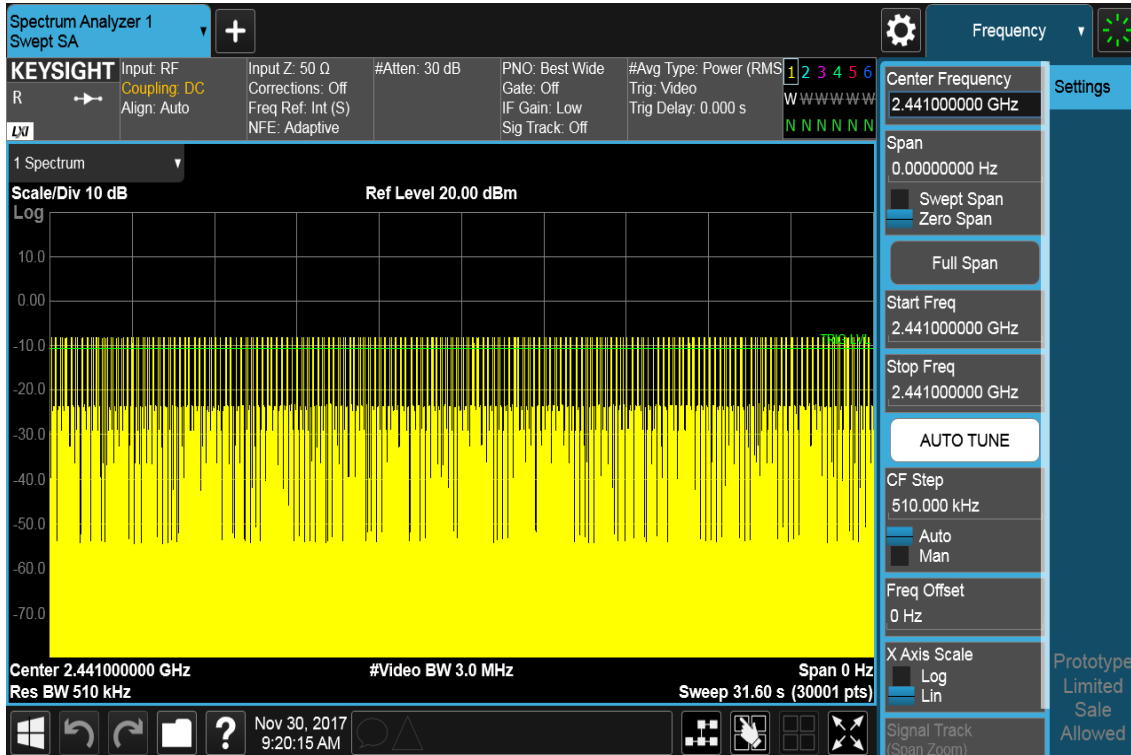 Spectrum Analyzer 1
Swept SA
+
Frequency
KEYSIGHT
R
LXI
Input: RF
Coupling: DC
Align: Auto
Input Z: 50 Ω
Corrections: Off
Freq Ref: Int (S)
NFE: Adaptive
#Atten: 30 dB
PNO: Best Wide
Gate: Off
IF Gain: Low
Sig Track: Off
#Avg Type: Power (RMS
Trig: Video
Trig Delay: 0.000 s
1 2 3 4 5 6
W W W W W W
N N N N N N
1 Spectrum
Scale/Div 10 dB
Ref Level 20.00 dBm
Log
10.0
0.00
-10.0
-20.0
-30.0
-40.0
-50.0
-60.0
-70.0
TRIG LVL
Center 2.441000000 GHz
#Video BW 3.0 MHz
Span 0 Hz
Res BW 510 kHz
Sweep 31.60 s (30001 pts)
?
Nov 30, 2017
9:20:15 AM
Center Frequency
2.441000000 GHz
Span
0.00000000 Hz
Swept Span
Zero Span
Full Span
Start Freq
2.441000000 GHz
Stop Freq
2.441000000 GHz
AUTO TUNE
CF Step
510.000 kHz
Auto
Man
Freq Offset
0 Hz
X Axis Scale
Log
Lin
Signal Track
(Span Zoom)
Settings
Prototype
Limited
Sale
Allowed